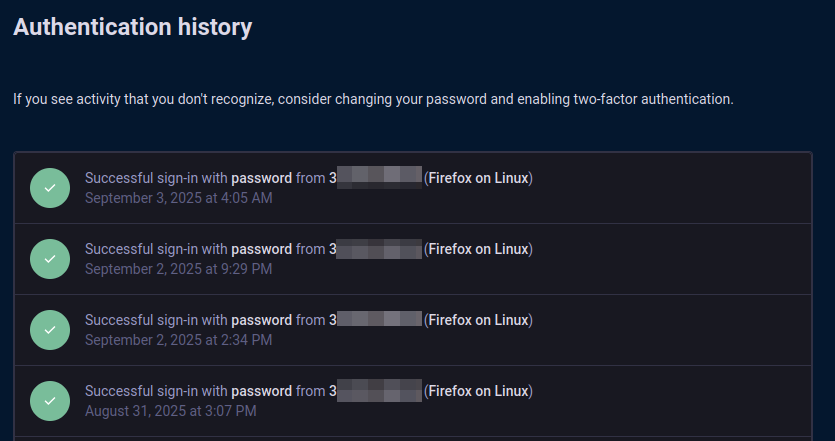 Authentication history
If you see activity that you don't recognize, consider changing your password and enabling two-factor authentication.
Successful sign-in with password from 3 (Firefox on Linux)
September 3, 2025 at 4:05 AM
Successful sign-in with password from 3 (Firefox on Linux)
September 2, 2025 at 9:29 PM
Successful sign-in with password from 3 (Firefox on Linux)
September 2, 2025 at 2:34 PM
Successful sign-in with password from 3 (Firefox on Linux)
August 31, 2025 at 3:07 PM